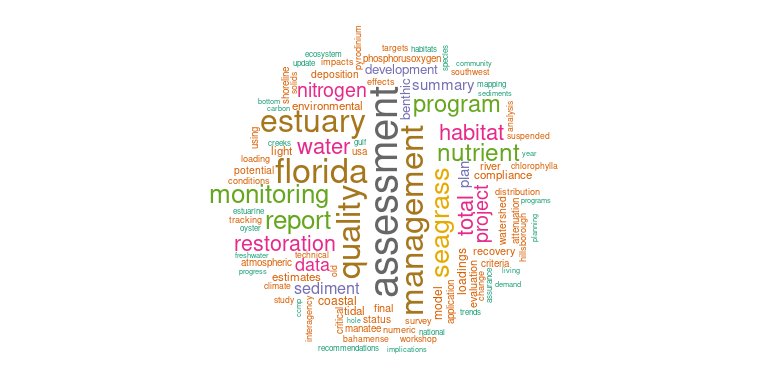 pyrodinium
targets habitats
ecosystem
phosphorusoxygen
species
update impacts
community
development
southwest
deposition
solids
shoreline
effects
summary
mapping
nitrogen
benthic
sediments
bottom
environmental
program
carbon
analysis
estuary
assessment
habitat
suspended
using
creeks
water
gulf
management
light
usa
nutrient
year
loading
florida
plan
river
chlorophylla
potential
compliance
conditions
quality
seagrass
total
project
distribution
monitoring
programs
watershed
attenuation
estuarine
tracking
report
planning
oyster
hillsborough
restoration
freshwater
technical
recovery
atmospheric
data
old
loadings
criteria
progress
evaluation
living
estimates
change
assurance
climate
sediment
model
application
demand
study
ccmp
interagency
coastal
critical
tidal
final
trends
hole
status
survey
manatee
numeric
national
bahamense
workshop
recommendations
implications